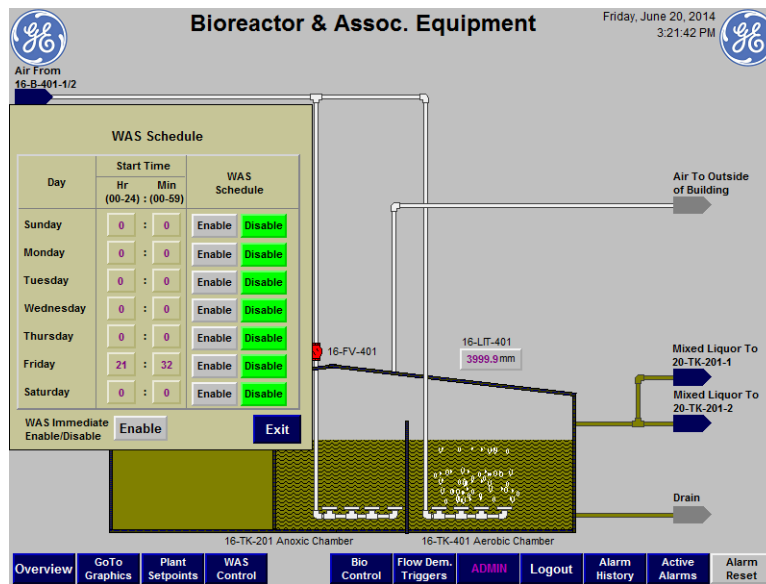 Bioreactor & Assoc. Equipment
Friday, June 20, 2014
3:21:42 PM
Air From
16-B-401-1/2
WAS Schedule
Day
Start Time
Hr Min
(00-24) : (00-59)
WAS
Schedule
Sunday 0 : 0 Enable Disable
Monday 0 : 0 Enable Disable
Tuesday 0 : 0 Enable Disable
Wednesday 0 : 0 Enable Disable
Thursday 0 : 0 Enable Disable
Friday 21 : 32 Enable Disable
Saturday 0 : 0 Enable Disable
WAS Immediate
Enable/Disable
Enable
Exit
Air To Outside
of Building
16-FV-401
16-LIT-401
3999.9 mm
Mixed Liquor To
20-TK-201-1
Mixed Liquor To
20-TK-201-2
Drain
16-TK-201 Anoxic Chamber
16-TK-401 Aerobic Chamber
Overview
GoTo
Graphics
Plant
Setpoints
WAS
Control
Bio
Control
Flow Dem.
Triggers
ADMIN
Logout
Alarm
History
Active
Alarms
Alarm
Reset